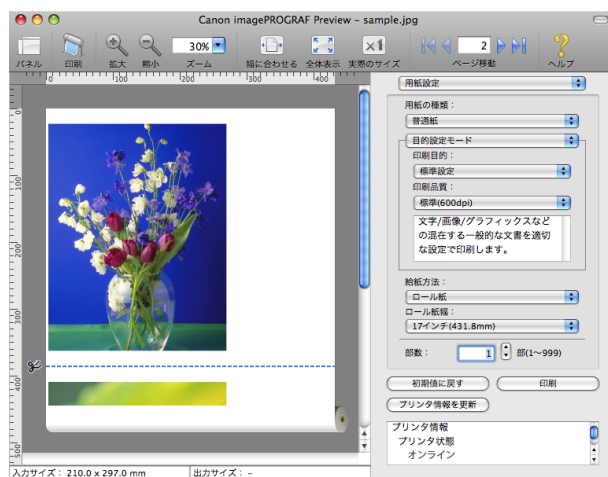 Canon imagePROGRAF Preview – sample.jpg
パネル
印刷
拡大
縮小
30%
ズーム
幅に合わせる
全体表示
実際のサイズ
2
ページ移動
ヘルプ
0 100 200 300 400
0
100
200
300
400
500
用紙設定
用紙の種類：
普通紙
目的設定モード
印刷目的：
標準設定
印刷品質：
標準(600dpi)
文字/画像/グラフィックスなど
の混在する一般的な文書を適切
な設定で印刷します。
給紙方法：
ロール紙
ロール紙幅：
17インチ(431.8mm)
部数： 1 部(1〜999)
初期値に戻す
印刷
プリンタ情報を更新
プリンタ情報
プリンタ状態
オンライン
入力サイズ： 210.0 x 297.0 mm
出力サイズ： –